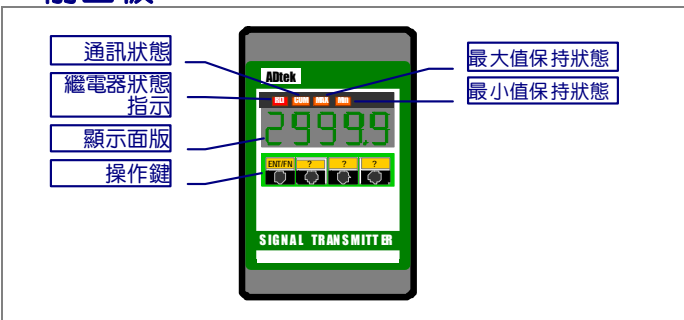 通訊狀態
繼電器狀態
指示
顯示面版
操作鍵
最大值保持狀態
最小值保持狀態
ADtek
COM
2999.9
ENT/FN ? ? ?
SIGNAL TRANSMITTER